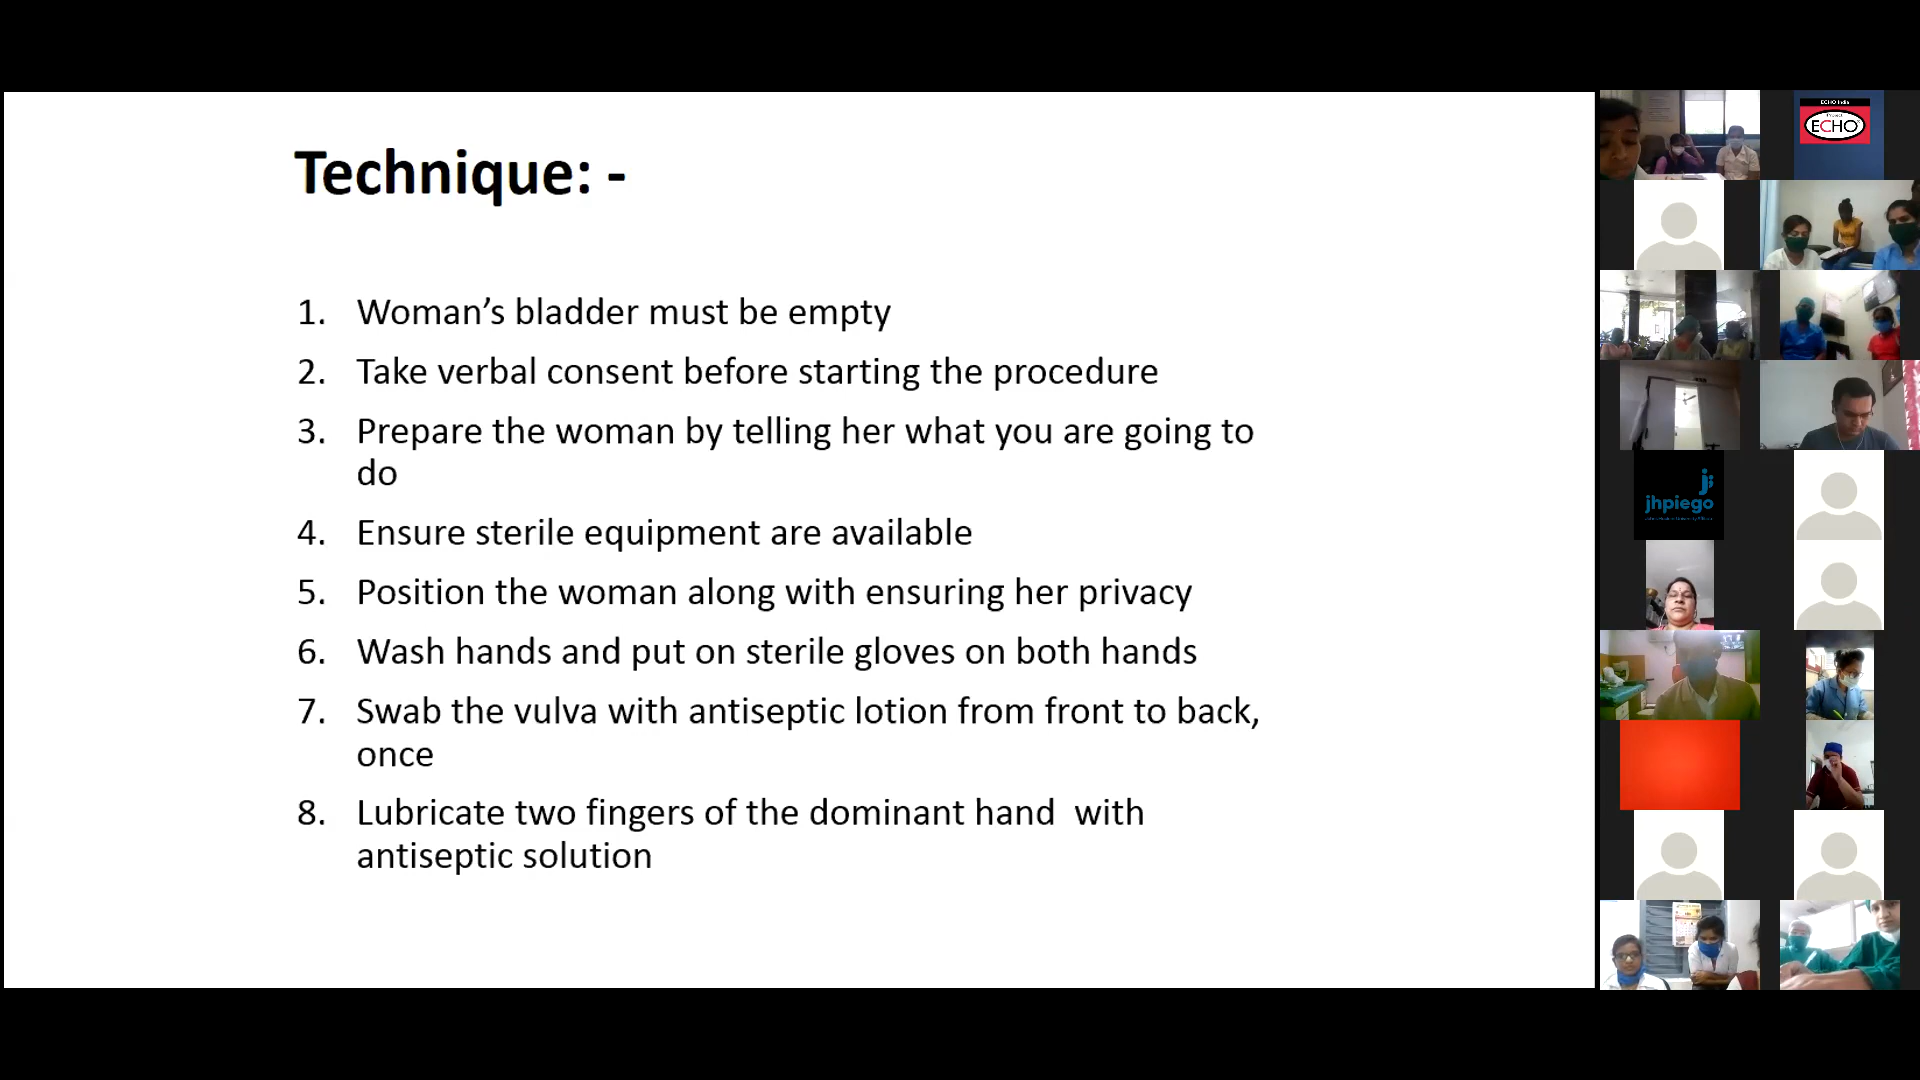 Technique: -
1. Woman's bladder must be empty
2. Take verbal consent before starting the procedure
3. Prepare the woman by telling her what you are going to
do
4. Ensure sterile equipment are available
5. Position the woman along with ensuring her privacy
6. Wash hands and put on sterile gloves on both hands
7. Swab the vulva with antiseptic lotion from front to back,
once
8. Lubricate two fingers of the dominant hand  with
antiseptic solution
ECHO India
Project
ECHO
jhpiego